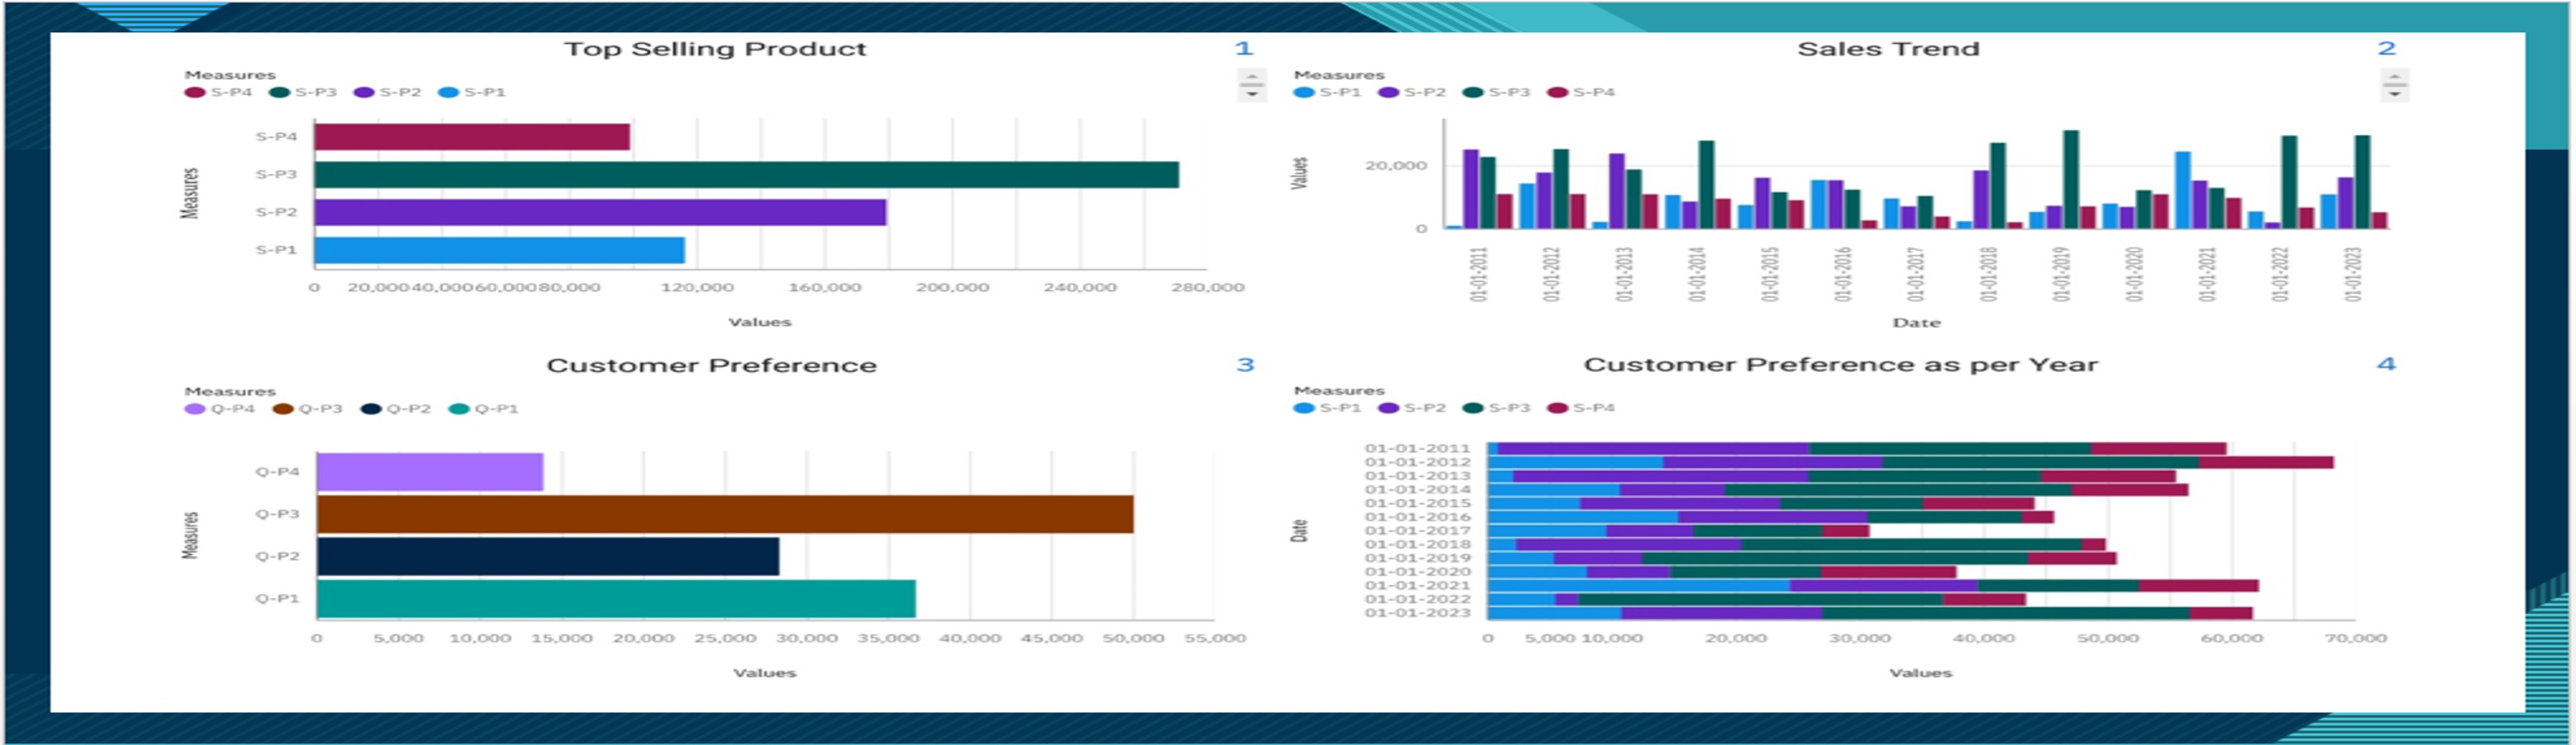 Top Selling Product
1
Measures
S-P4 S-P3 S-P2 S-P1
Measures
S-P4
S-P3
S-P2
S-P1
0 20,000 40,000 60,000 80,000 120,000 160,000 200,000 240,000 280,000
Values
Sales Trend
2
Measures
S-P1 S-P2 S-P3 S-P4
Values
20,000
0
01-01-2011 01-01-2012 01-01-2013 01-01-2014 01-01-2015 01-01-2016 01-01-2017 01-01-2018 01-01-2019 01-01-2020 01-01-2021 01-01-2022 01-01-2023
Date
Customer Preference
3
Measures
Q-P4 Q-P3 Q-P2 Q-P1
Measures
Q-P4
Q-P3
Q-P2
Q-P1
0 5,000 10,000 15,000 20,000 25,000 30,000 35,000 40,000 45,000 50,000 55,000
Values
Customer Preference as per Year
4
Measures
S-P1 S-P2 S-P3 S-P4
Date
01-01-2011
01-01-2012
01-01-2013
01-01-2014
01-01-2015
01-01-2016
01-01-2017
01-01-2018
01-01-2019
01-01-2020
01-01-2021
01-01-2022
01-01-2023
0 5,000 10,000 20,000 30,000 40,000 50,000 60,000 70,000
Values